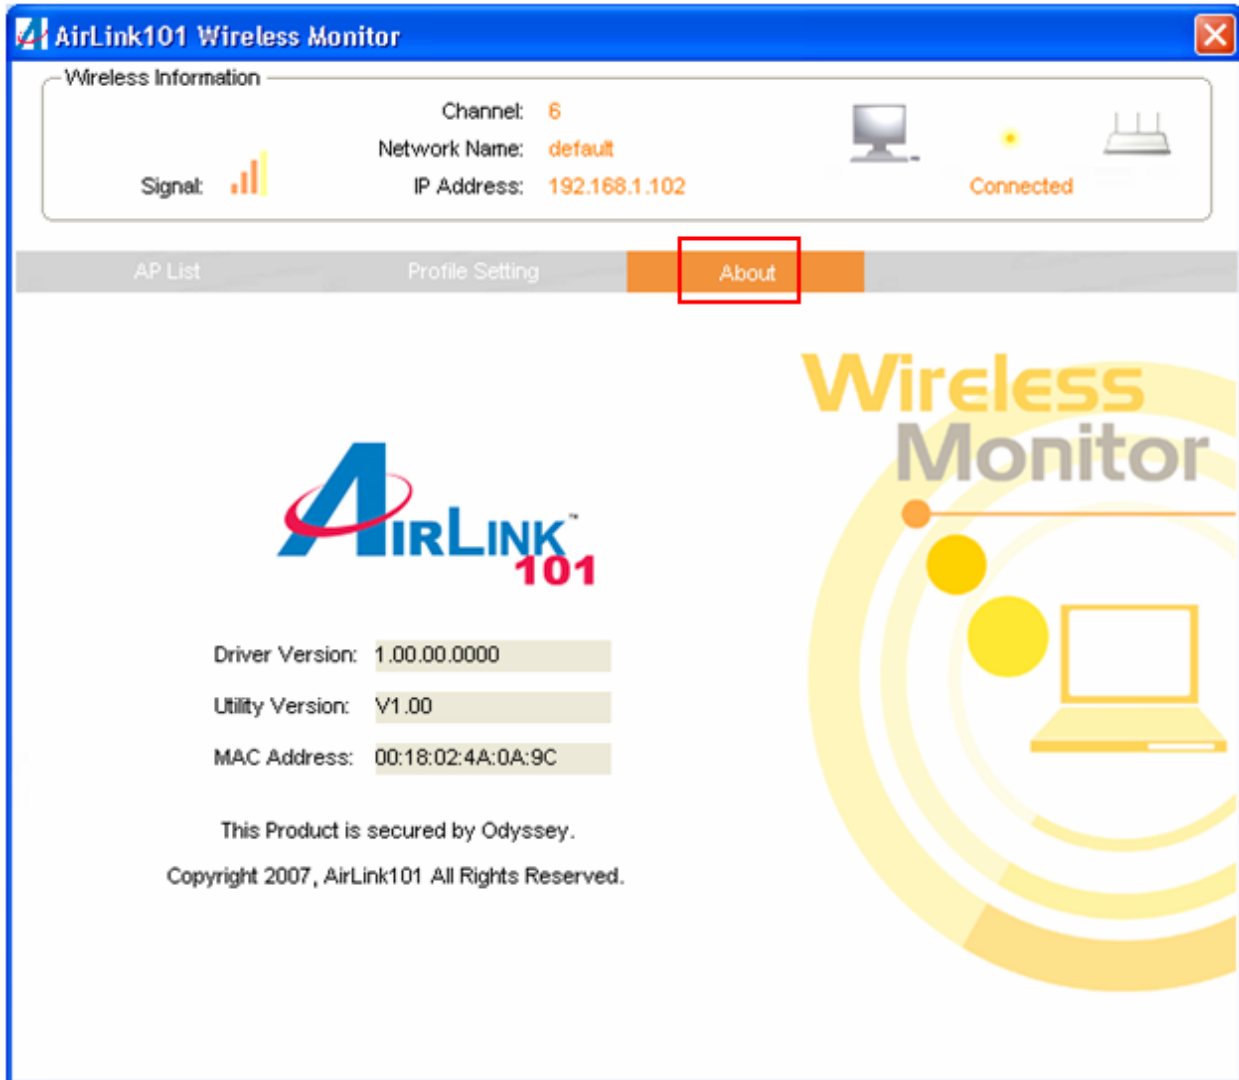 AirLink101 Wireless Monitor
Wireless Information
Channel: 6
Network Name: default
Signal: IP Address: 192.168.1.102
Connected
AP List Profile Setting About
Wireless
Monitor
AIRLINK™
101
Driver Version: 1.00.00.0000
Utility Version: V1.00
MAC Address: 00:18:02:4A:0A:9C
This Product is secured by Odyssey.
Copyright 2007, AirLink101 All Rights Reserved.